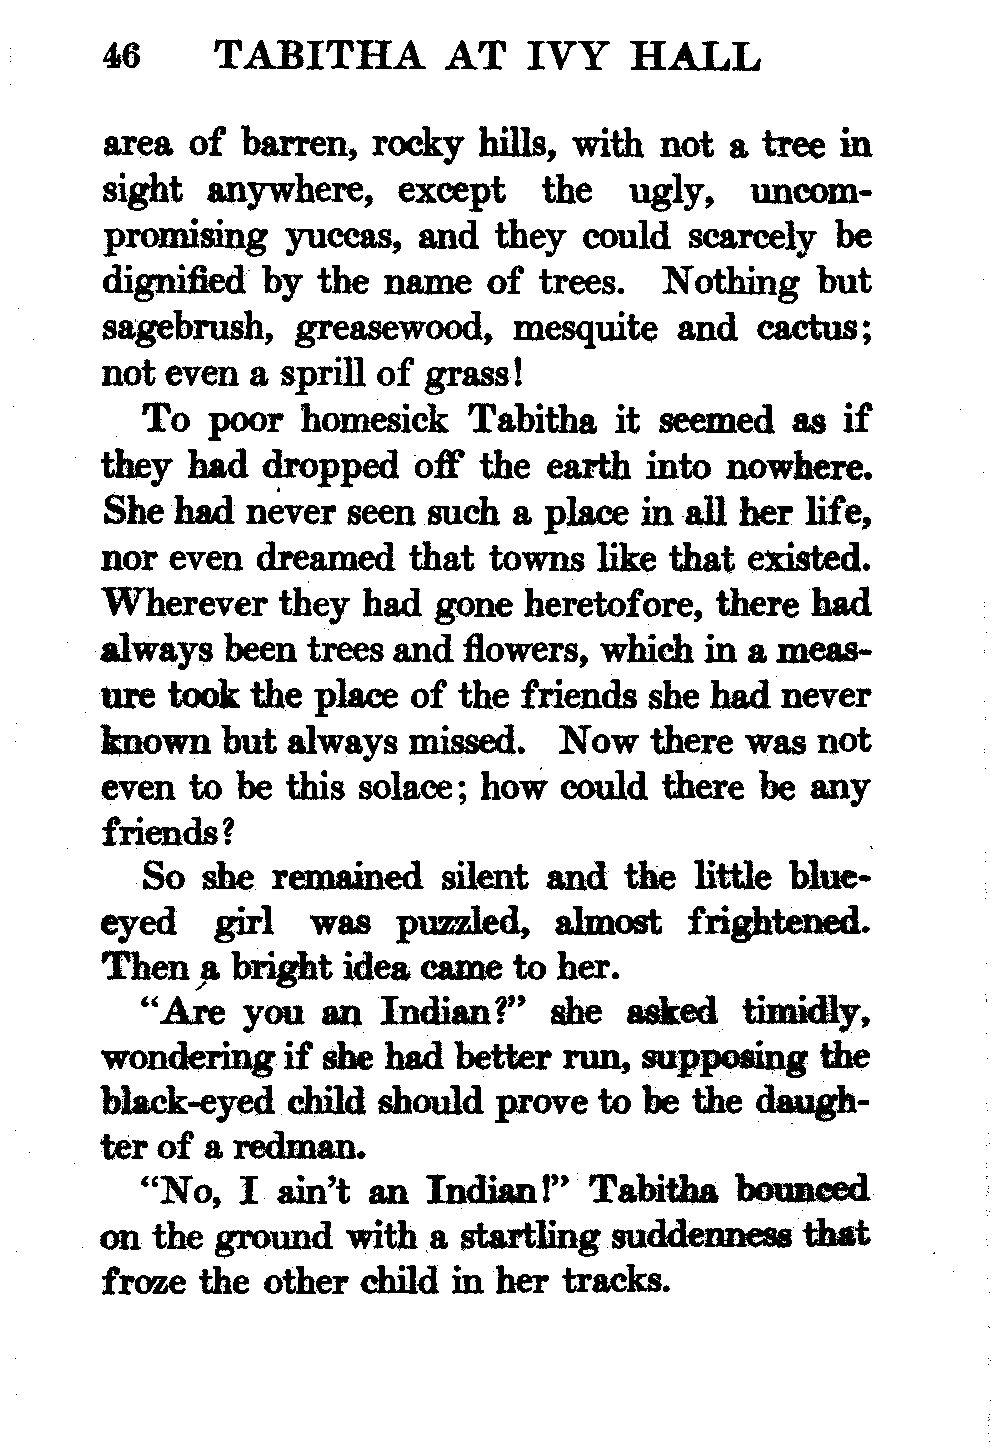 46 TABITHA AT IVY HALL
area of barren, rocky hills, with not a tree in
sight anywhere, except the ugly, uncom-
promising yuccas, and they could scarcely be
dignified by the name of trees. Nothing but
sagebrush, greasewood, mesquite and cactus;
not even a sprill of grass!
To poor homesick Tabitha it seemed as if
they had dropped off the earth into nowhere.
She had never seen such a place in all her life,
nor even dreamed that towns like that existed.
Wherever they had gone heretofore, there had
always been trees and flowers, which in a meas-
ure took the place of the friends she had never
known but always missed. Now there was not
even to be this solace; how could there be any
friends?
So she remained silent and the little blue-
eyed girl was puzzled, almost frightened.
Then a bright idea came to her.
“Are you an Indian?” she asked timidly,
wondering if she had better run, supposing the
black-eyed child should prove to be the daugh-
ter of a redman.
“No, I ain't an Indian!” Tabitha bounced
on the ground with a startling suddenness that
froze the other child in her tracks.